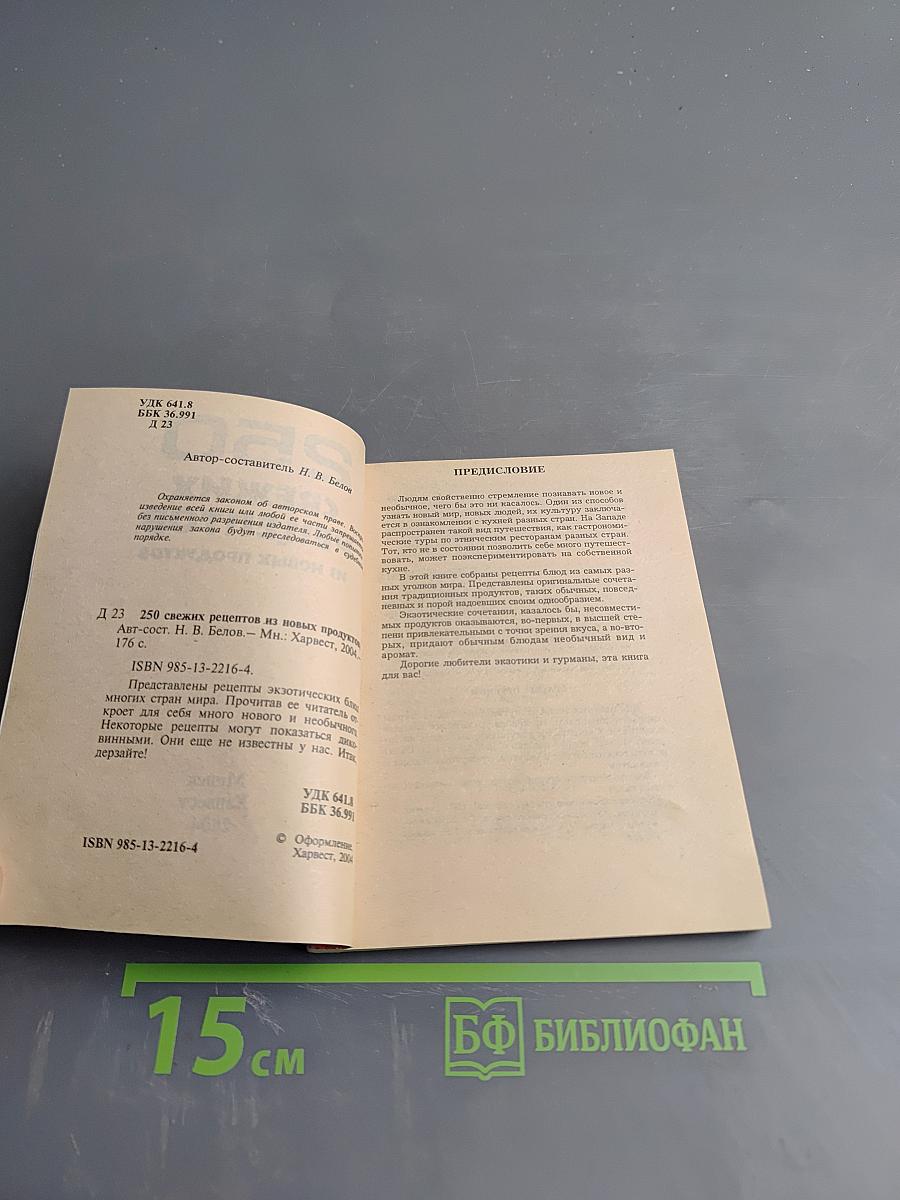 УДК 641.8
ББК 36.991
Д 23
Автор-составитель Н. В. Белов
Охраняется законом об авторском праве.
изведение всей книги или любой ее части запрещается
без письменного разрешения издателя. Любые
нарушения закона будут преследоваться в
порядке.
Д 23 250 свежих рецептов из новых продуктов
Авт-сост. Н. В. Белов.— Мн.: Харвест, 2004.—
176 с.
ISBN 985-13-2216-4.
Представлены рецепты экзотических блюд
многих стран мира. Прочитав ее читатель от-
кроет для себя много нового и необычного.
Некоторые рецепты могут показаться дико-
винными. Они еще не известны у нас. Итак,
дерзайте!
УДК 641.8
ББК 36.991
ISBN 985-13-2216-4
© Оформление.
Харвест, 2004
ПРЕДИСЛОВИЕ
Людям свойственно стремление познавать новое и
необычное, чего бы это ни касалось. Один из способов
узнать новый мир, новых людей, их культуру заключа-
ется в ознакомлении с кухней разных стран. На Западе
распространен такой вид путешествия, как гастрономи-
ческие туры по этническим ресторанам разных стран.
Тот, кто не в состоянии позволить себе много путешест-
вовать, может поэкспериментировать на собственной
кухне.
В этой книге собраны рецепты блюд из самых раз-
ных уголков мира. Представлены оригинальные сочета-
ния традиционных продуктов, таких обычных, повсед-
невных и порой надоевших своим однообразием.
Экзотические сочетания, казалось бы, несовмести-
мых продуктов оказываются, во-первых, в высшей сте-
пени привлекательными с точки зрения вкуса, а во-вто-
рых, придают обычным блюдам необычный вид и
аромат.
Дорогие любители экзотики и гурманы, эта книга
для вас!
15 см
БФ БИБЛИОФАН